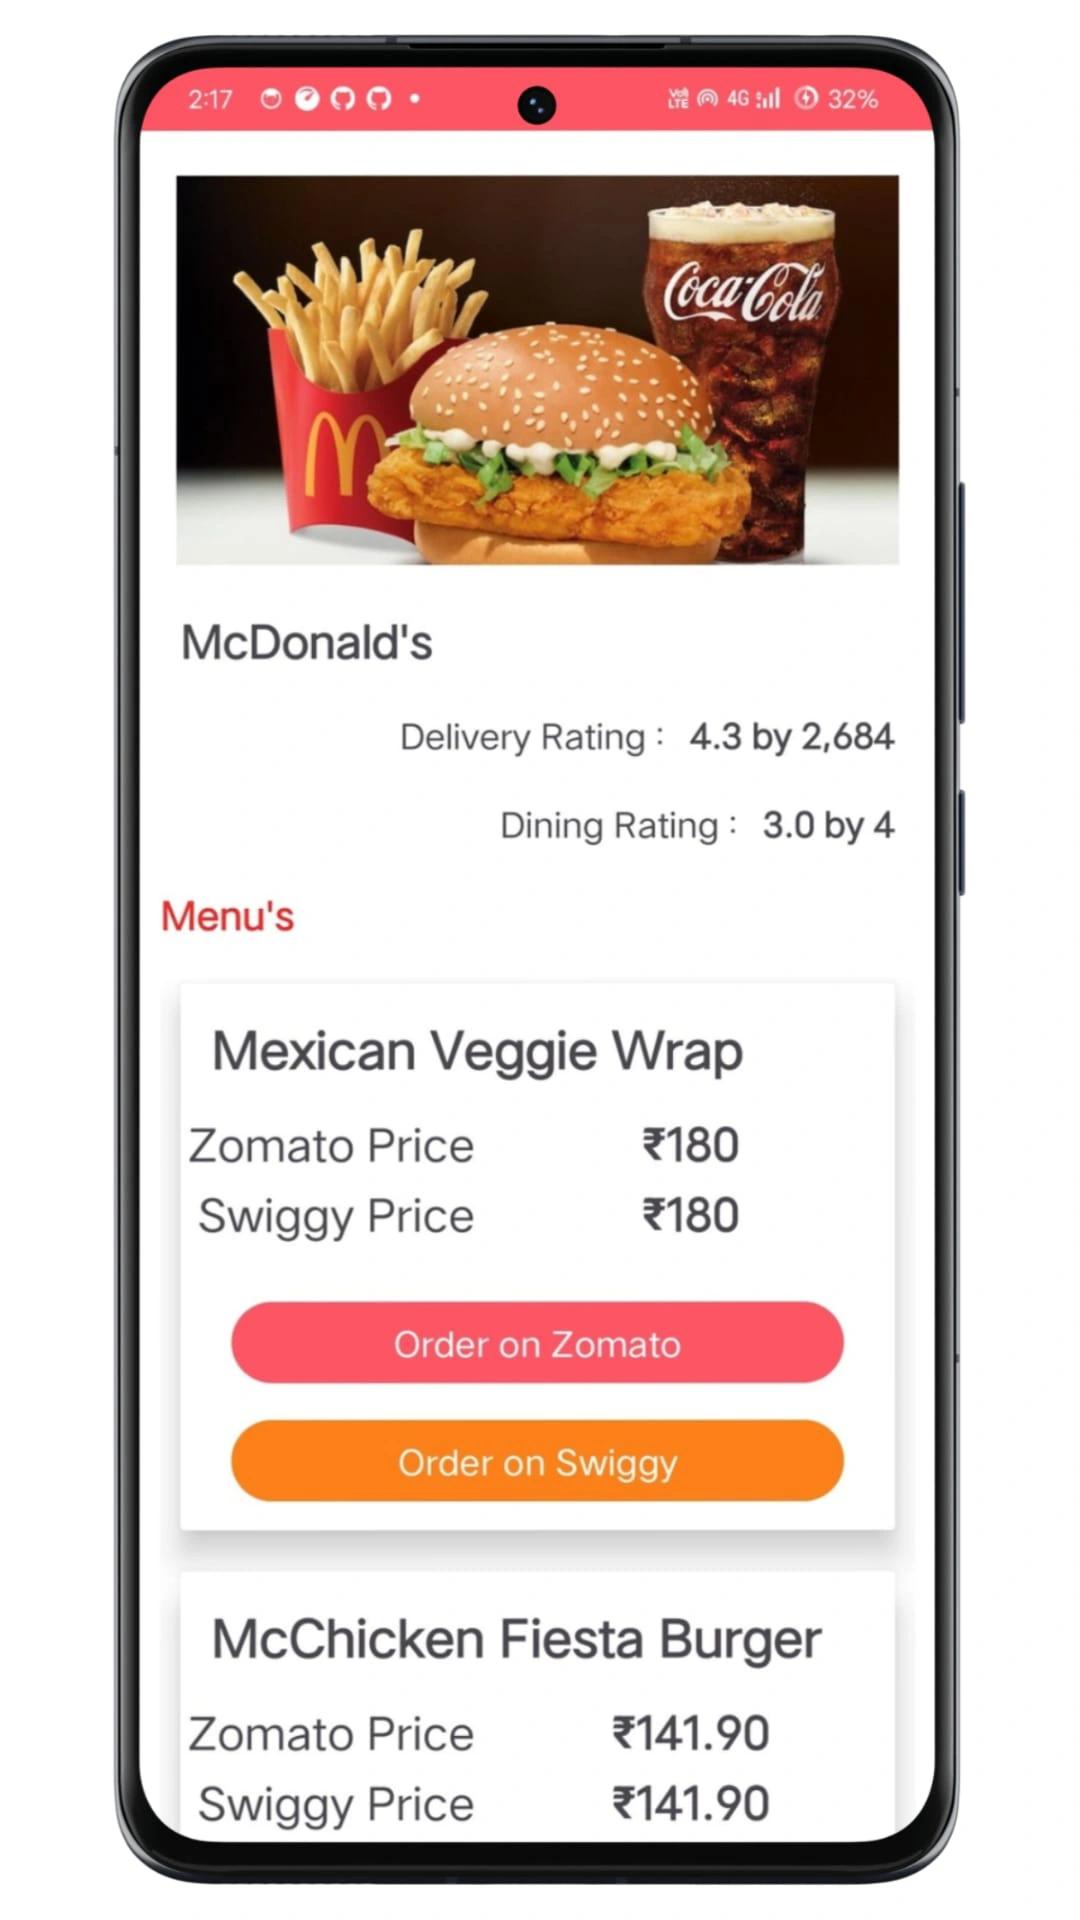 2:17 VoLTE 4G 32%
Coca-Cola
McDonald's
Delivery Rating : 4.3 by 2,684
Dining Rating : 3.0 by 4
Menu's
Mexican Veggie Wrap
Zomato Price ₹180
Swiggy Price ₹180
Order on Zomato
Order on Swiggy
McChicken Fiesta Burger
Zomato Price ₹141.90
Swiggy Price ₹141.90